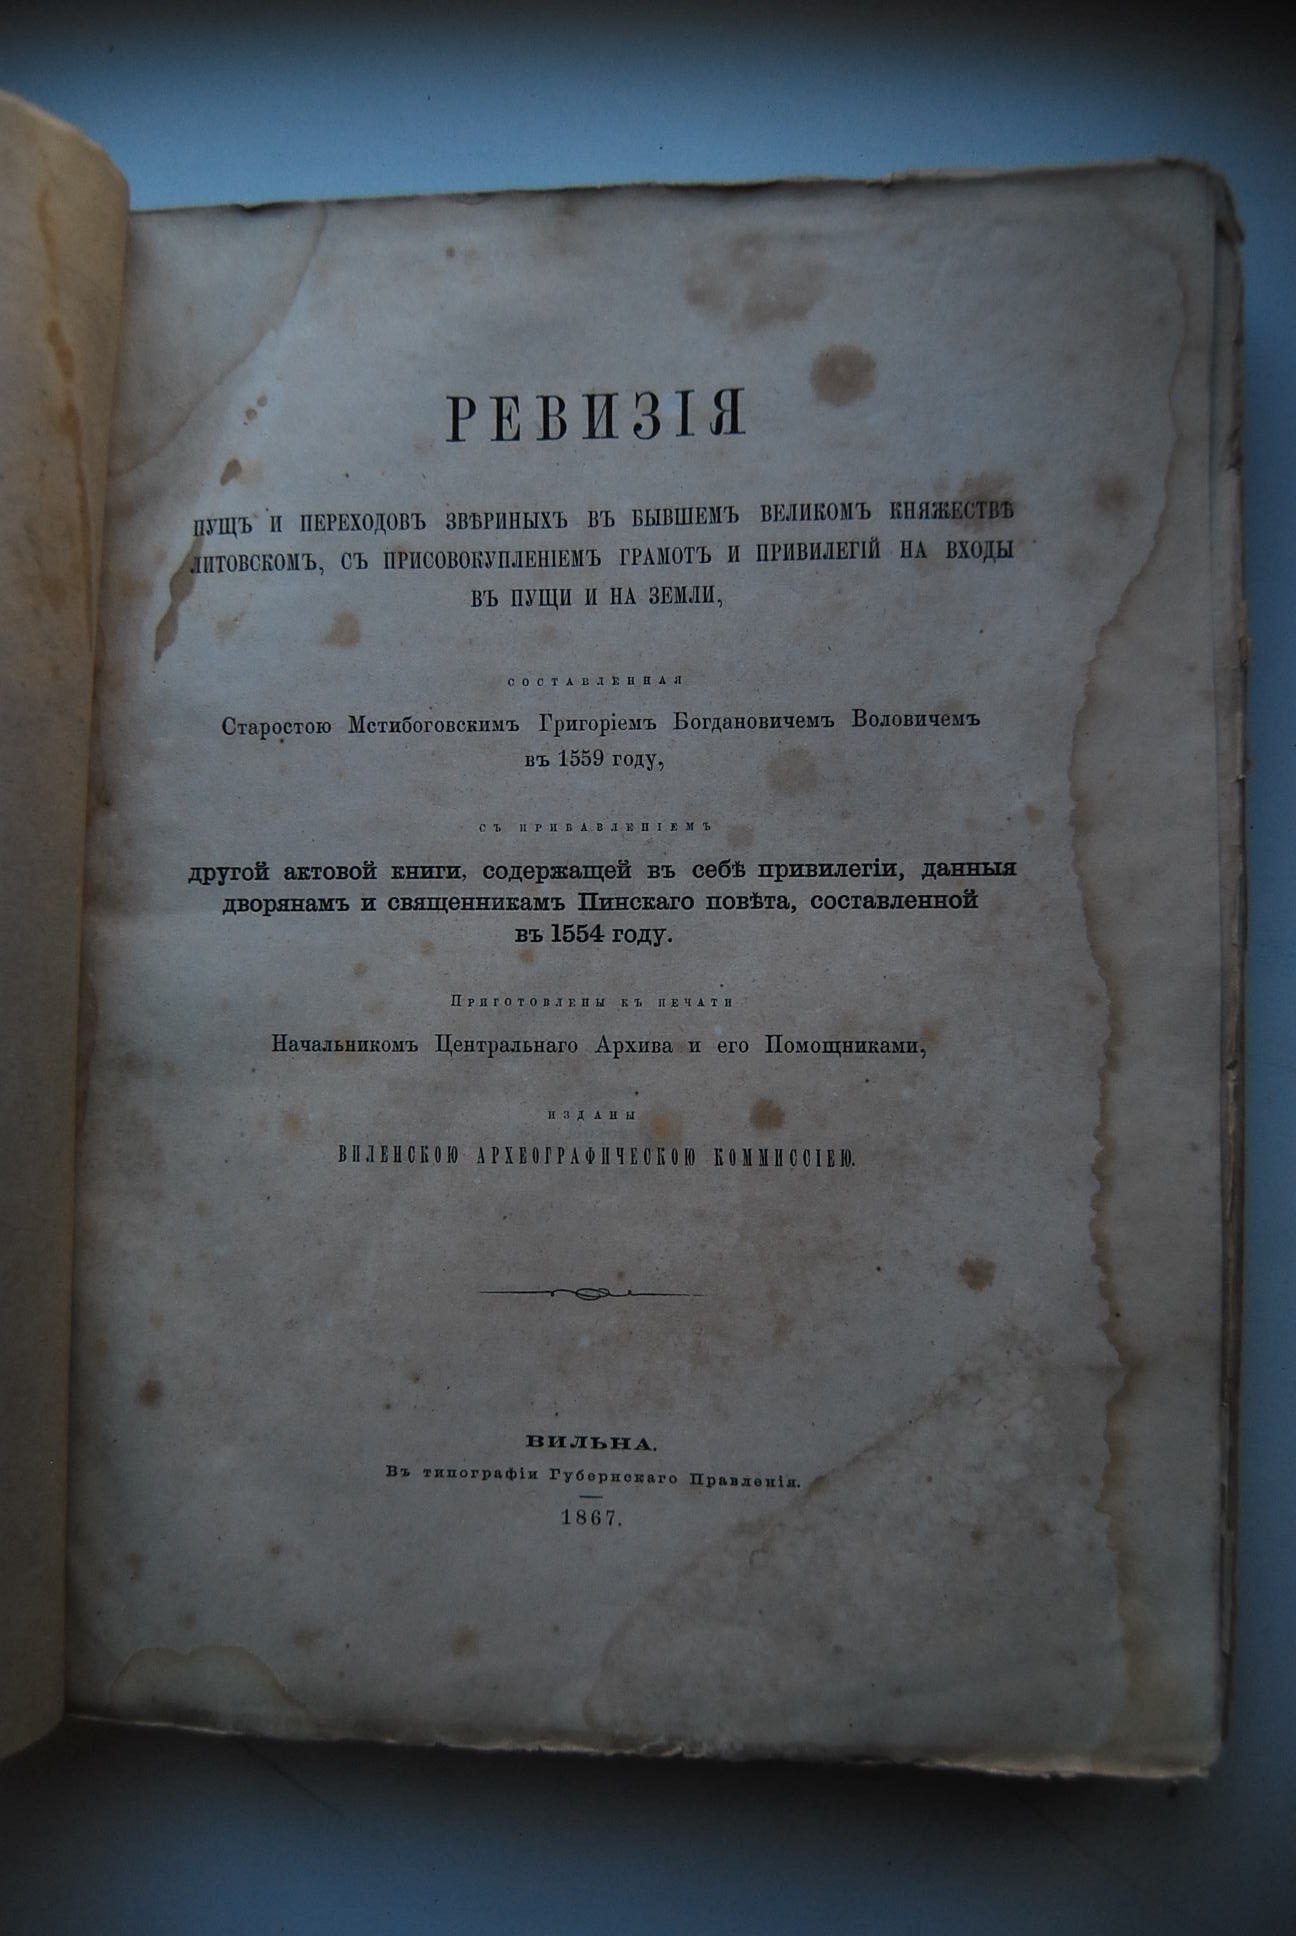 РЕВИЗІЯ
ПУЩЪ И ПЕРЕХОДОВЪ ЗВѢРИНЫХЪ ВЪ БЫВШЕМЪ ВЕЛИКОМЪ КНЯЖЕСТВѢ
ЛИТОВСКОМЪ, СЪ ПРИСОВОКУПЛЕНІЕМЪ ГРАМОТЪ И ПРИВИЛЕГІЙ НА ВХОДЫ
ВЪ ПУЩИ И НА ЗЕМЛИ,
СОСТАВЛЕННАЯ
Старостою Мстибоговскимъ Григоріемъ Богдановичемъ Воловичемъ
въ 1559 году,
СЪ ПРИБАВЛЕНІЕМЪ
другой актовой книги, содержащей въ себѣ привилегіи, данныя
дворянамъ и священникамъ Пинскаго повѣта, составленной
въ 1554 году.
Приготовлены къ печати
Начальникомъ Центральнаго Архива и его Помощниками,
ИЗДАНЫ
ВИЛЕНСКОЮ АРХЕОГРАФИЧЕСКОЮ КОММИССІЕЮ.
ВИЛЬНА.
Въ типографіи Губернскаго Правленія.
1867.